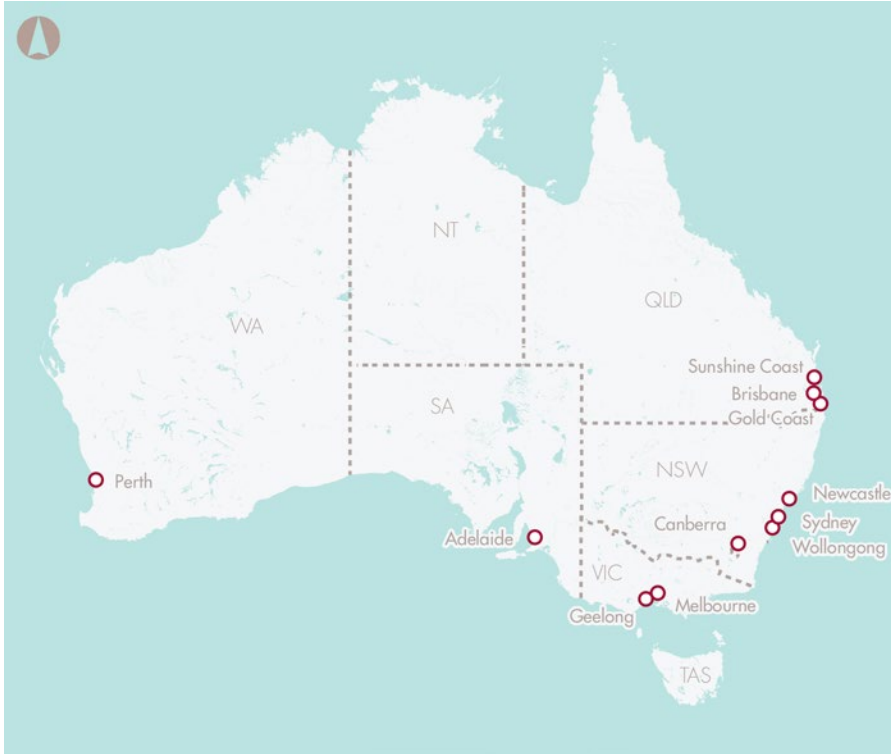 NT
QLD
WA
Sunshine Coast
Brisbane
SA
Gold Coast
NSW
Perth
Newcastle
Canberra
Sydney
Adelaide
Wollongong
VIC
Melbourne
Geelong
TAS